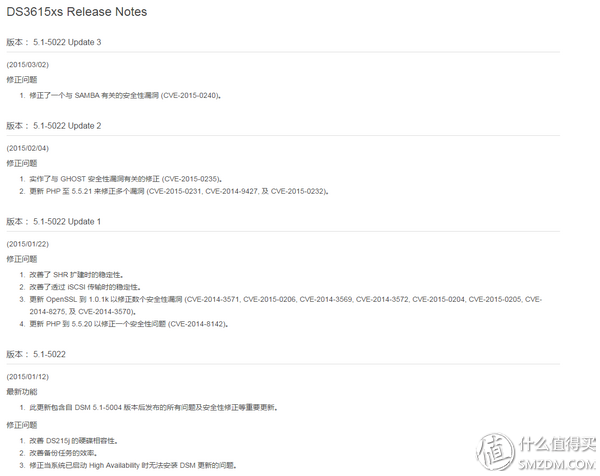 DS3615xs Release Notes
版本： 5.1-5022 Update 3
(2015/03/02)
修正问题
1. 修正了一个与 SAMBA 有关的安全性漏洞 (CVE-2015-0240)。
版本： 5.1-5022 Update 2
(2015/02/04)
修正问题
1. 实作了与 GHOST 安全性漏洞有关的修正 (CVE-2015-0235)。
2. 更新 PHP 至 5.5.21 来修正多个漏洞 (CVE-2015-0231, CVE-2014-9427, 及 CVE-2015-0232)。
版本： 5.1-5022 Update 1
(2015/01/22)
修正问题
1. 改善了 SHR 扩建时的稳定性。
2. 改善了透过 iSCSI 传输时的稳定性。
3. 更新 OpenSSL 到 1.0.1k 以修正数个安全性漏洞 (CVE-2014-3571, CVE-2015-0206, CVE-2014-3569, CVE-2014-3572, CVE-2015-0204, CVE-2015-0205, CVE-
2014-8275, 及 CVE-2014-3570)。
4. 更新 PHP 到 5.5.20 以修正一个安全性问题 (CVE-2014-8142)。
版本： 5.1-5022
(2015/01/12)
最新功能
1. 此更新包含自 DSM 5.1-5004 版本后发布的所有问题及安全性修正等重要更新。
修正问题
1. 改善 DS215j 的硬碟相容性。
2. 改善备份任务的效率。
3. 修正当系统已启动 High Availability 时无法安装 DSM 更新的问题。
值 什么值得买
SMZDM.COM